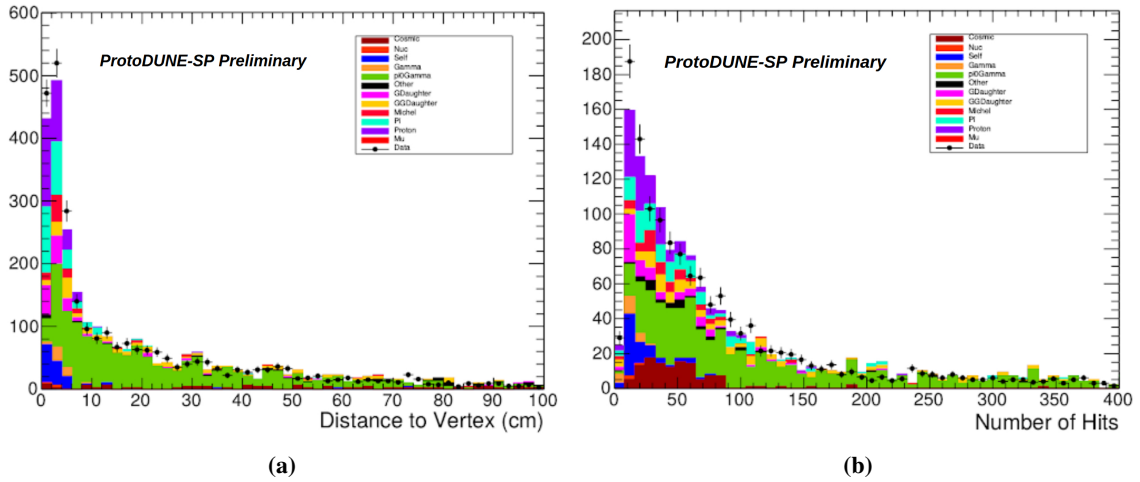 600
500
400
300
200
100
0
0 10 20 30 40 50 60 70 80 90 100
Distance to Vertex (cm)
ProtoDUNE-SP Preliminary
Cosmic
Nuc
Self
Gamma
pi0Gamma
Other
GDaughter
GGDaughter
Michel
PI
Proton
Mu
Data
(a)
200
180
160
140
120
100
80
60
40
20
0
0 50 100 150 200 250 300 350 400
Number of Hits
ProtoDUNE-SP Preliminary
Cosmic
Nuc
Self
Gamma
pi0Gamma
Other
GDaughter
GGDaughter
Michel
PI
Proton
Mu
Data
(b)